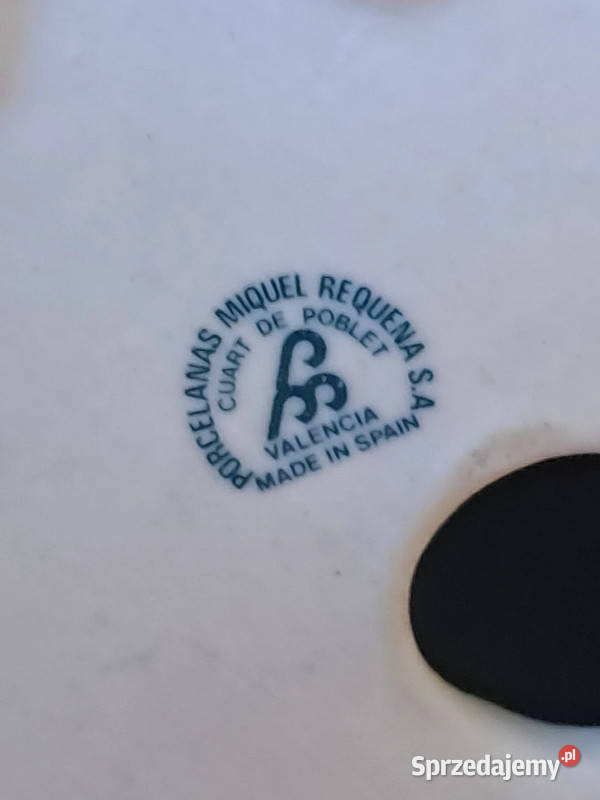 PORCELANAS MIQUEL REQUENA S.A
CUART DE POBLET
VALENCIA
MADE IN SPAIN
Sprzedajemy.pl